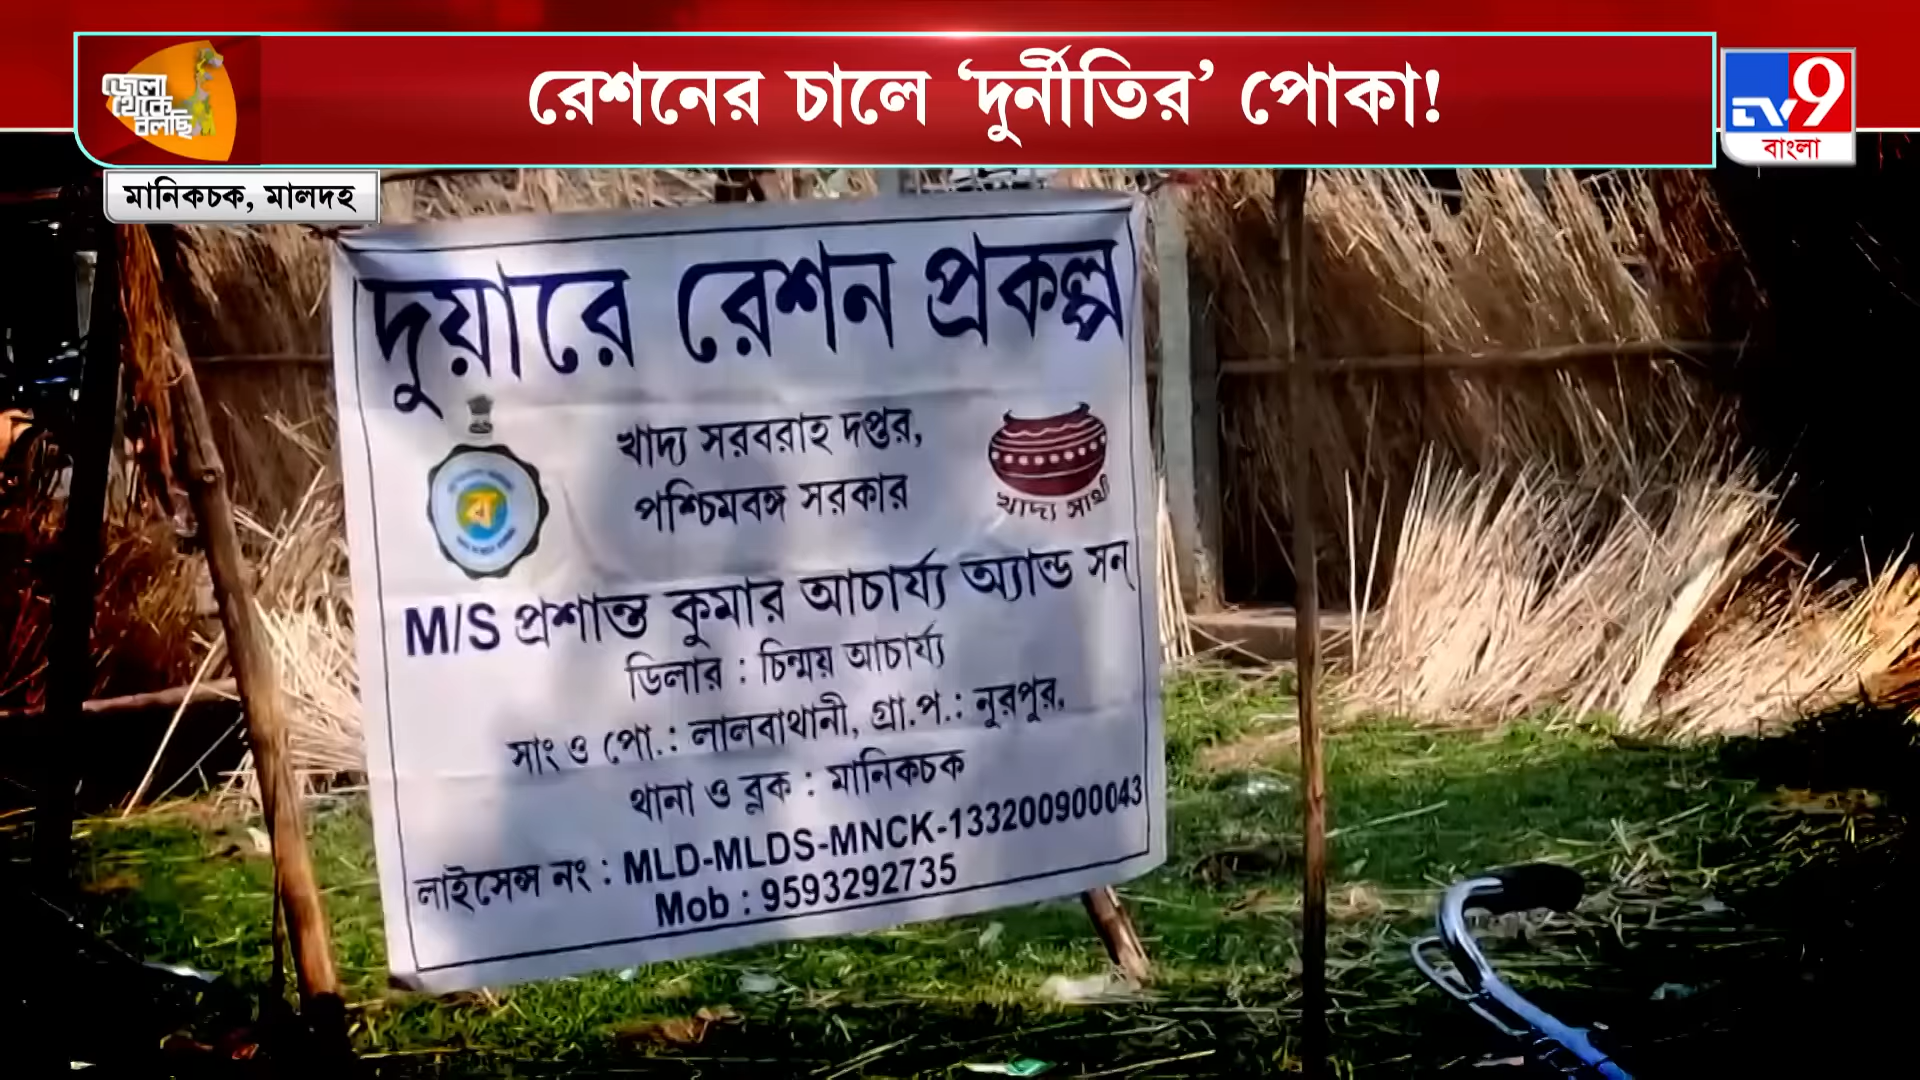 রেশনের চালে ‘দুর্নীতির’ পোকা!
জেলা
থেকে
বলছি
TV9
বাংলা
মানিকচক, মালদহ
দুয়ারে রেশন প্রকল্প
খাদ্য সরবরাহ দপ্তর,
পশ্চিমবঙ্গ সরকার
ব
খাদ্য সাথী
M/S প্রশান্ত কুমার আচার্য্য অ্যান্ড সন্
ডিলার : চিন্ময় আচার্য্য
সাং ও পো.: লালবাথানী, গ্রা.প.: নুরপুর,
থানা ও ব্লক : মানিকচক
লাইসেন্স নং : MLD-MLDS-MNCK-133200900043
Mob : 9593292735